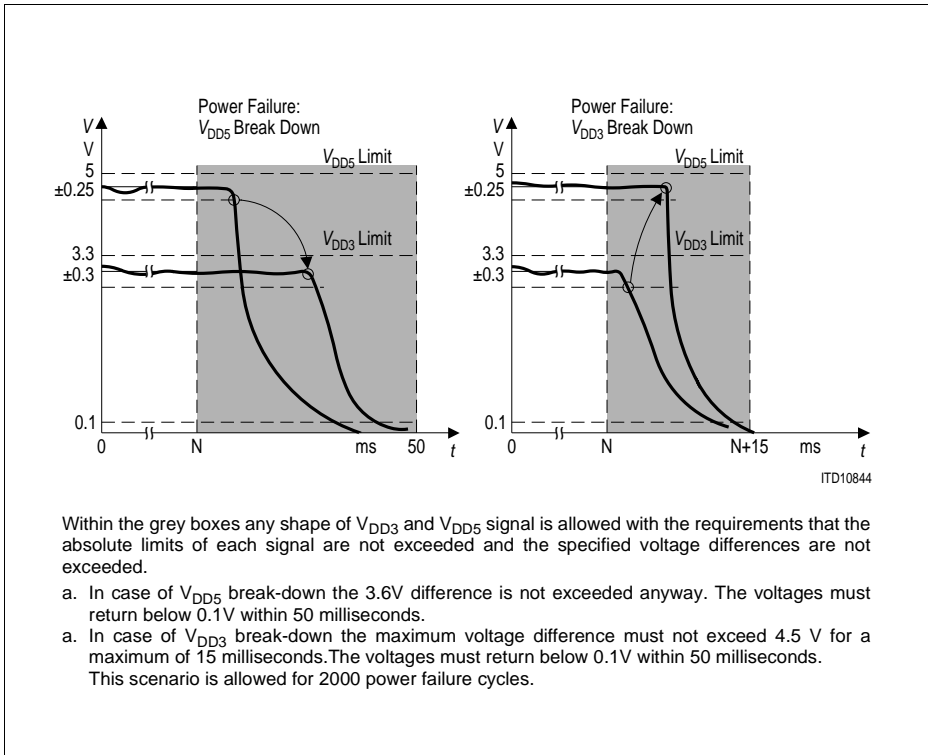 Power Failure:
VDD5 Break Down
V
V
5
±0.25
3.3
±0.3
0.1
0
N
ms
50
t
VDD5 Limit
VDD3 Limit
Power Failure:
VDD3 Break Down
V
V
5
±0.25
3.3
±0.3
0.1
0
N
N+15
ms
t
VDD5 Limit
VDD3 Limit
ITD10844
Within the grey boxes any shape of VDD3 and VDD5 signal is allowed with the requirements that the
absolute limits of each signal are not exceeded and the specified voltage differences are not
exceeded.
a. In case of VDD5 break-down the 3.6V difference is not exceeded anyway. The voltages must
return below 0.1V within 50 milliseconds.
a. In case of VDD3 break-down the maximum voltage difference must not exceed 4.5 V for a
maximum of 15 milliseconds.The voltages must return below 0.1V within 50 milliseconds.
This scenario is allowed for 2000 power failure cycles.